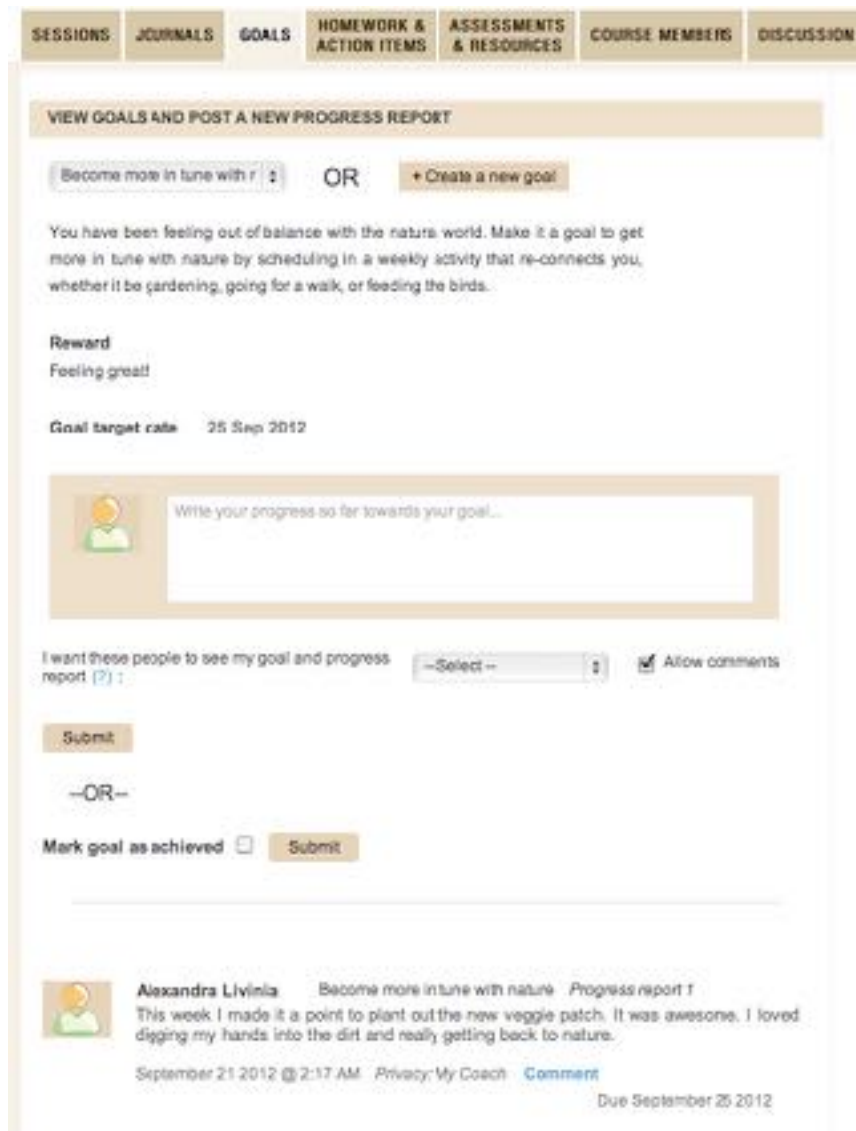 SESSIONS JOURNALS GOALS HOMEWORK & ACTION ITEMS ASSESSMENTS & RESOURCES COURSE MEMBERS DISCUSSION
VIEW GOALS AND POST A NEW PROGRESS REPORT
Become more in tune with r OR + Create a new goal
You have been feeling out of balance with the natural world. Make it a goal to get
more in tune with nature by scheduling in a weekly activity that re-connects you,
whether it be gardening, going for a walk, or feeding the birds.
Reward
Feeling great!
Goal target date 25 Sep 2012
Write your progress so far towards your goal...
I want these people to see my goal and progress
report (?) : --Select -- Allow comments
Submit
--OR--
Mark goal as achieved Submit
Alexandra Livinia Become more in tune with nature Progress report 1
This week I made it a point to plant out the new veggie patch. It was awesome. I loved
digging my hands into the dirt and really getting back to nature.
September 21 2012 @ 2:17 AM Privacy: My Coach Comment
Due September 25 2012